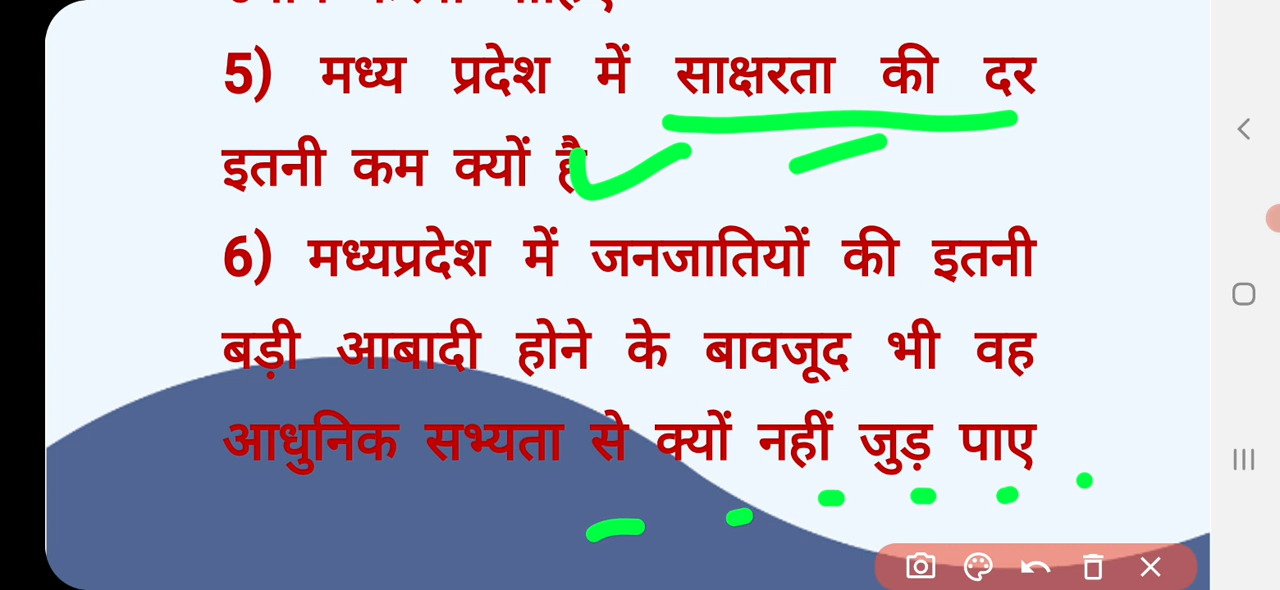 5) मध्य प्रदेश में साक्षरता की दर
इतनी कम क्यों है
6) मध्यप्रदेश में जनजातियों की इतनी
बड़ी आबादी होने के बावजूद भी वह
आधुनिक सभ्यता से क्यों नहीं जुड़ पाए